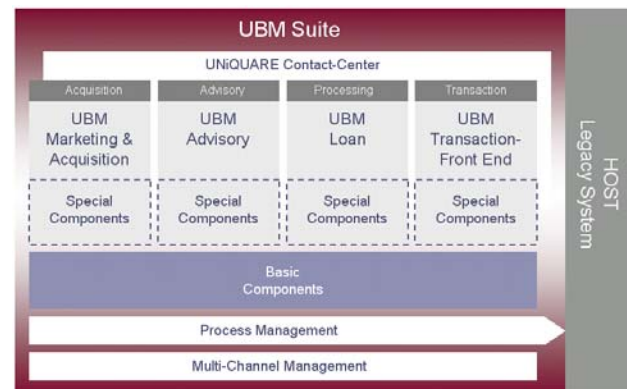 UBM Suite
UNiQUARE Contact-Center
Acquisition
UBM
Marketing &
Acquisition
Special
Components
Advisory
UBM
Advisory
Special
Components
Processing
UBM
Loan
Special
Components
Transaction
UBM
Transaction-
Front End
Special
Components
Basic
Components
Process Management
Multi-Channel Management
HOST
Legacy System